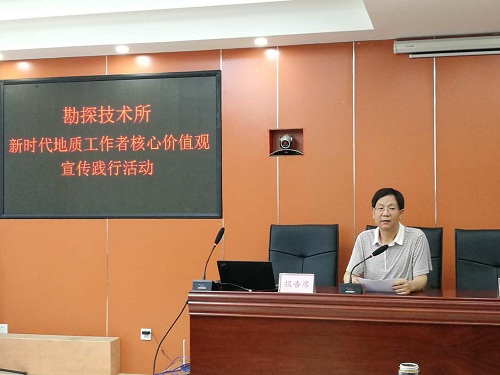 勘探技术所
新时代地质工作者核心价值观
宣传践行活动
报告席